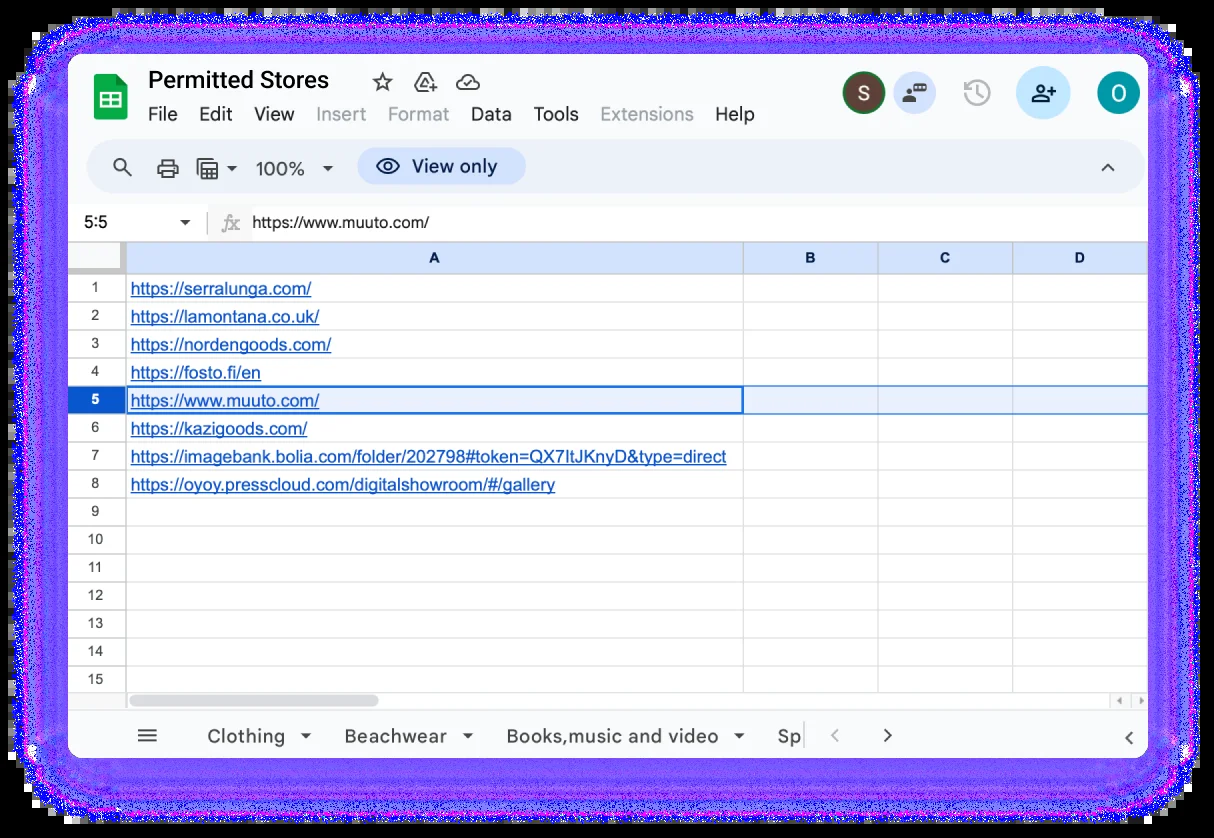 Permitted Stores
S
O
File Edit View Insert Format Data Tools Extensions Help
100% View only
5:5 fx https://www.muuto.com/
A B C D
1 https://serralunga.com/
2 https://lamontana.co.uk/
3 https://nordengoods.com/
4 https://fosto.fi/en
5 https://www.muuto.com/
6 https://kazigoods.com/
7 https://imagebank.bolia.com/folder/202798#token=QX7ItJKnyD&type=direct
8 https://oyoy.presscloud.com/digitalshowroom/#/gallery
9
10
11
12
13
14
15
Clothing Beachwear Books,music and video Sp